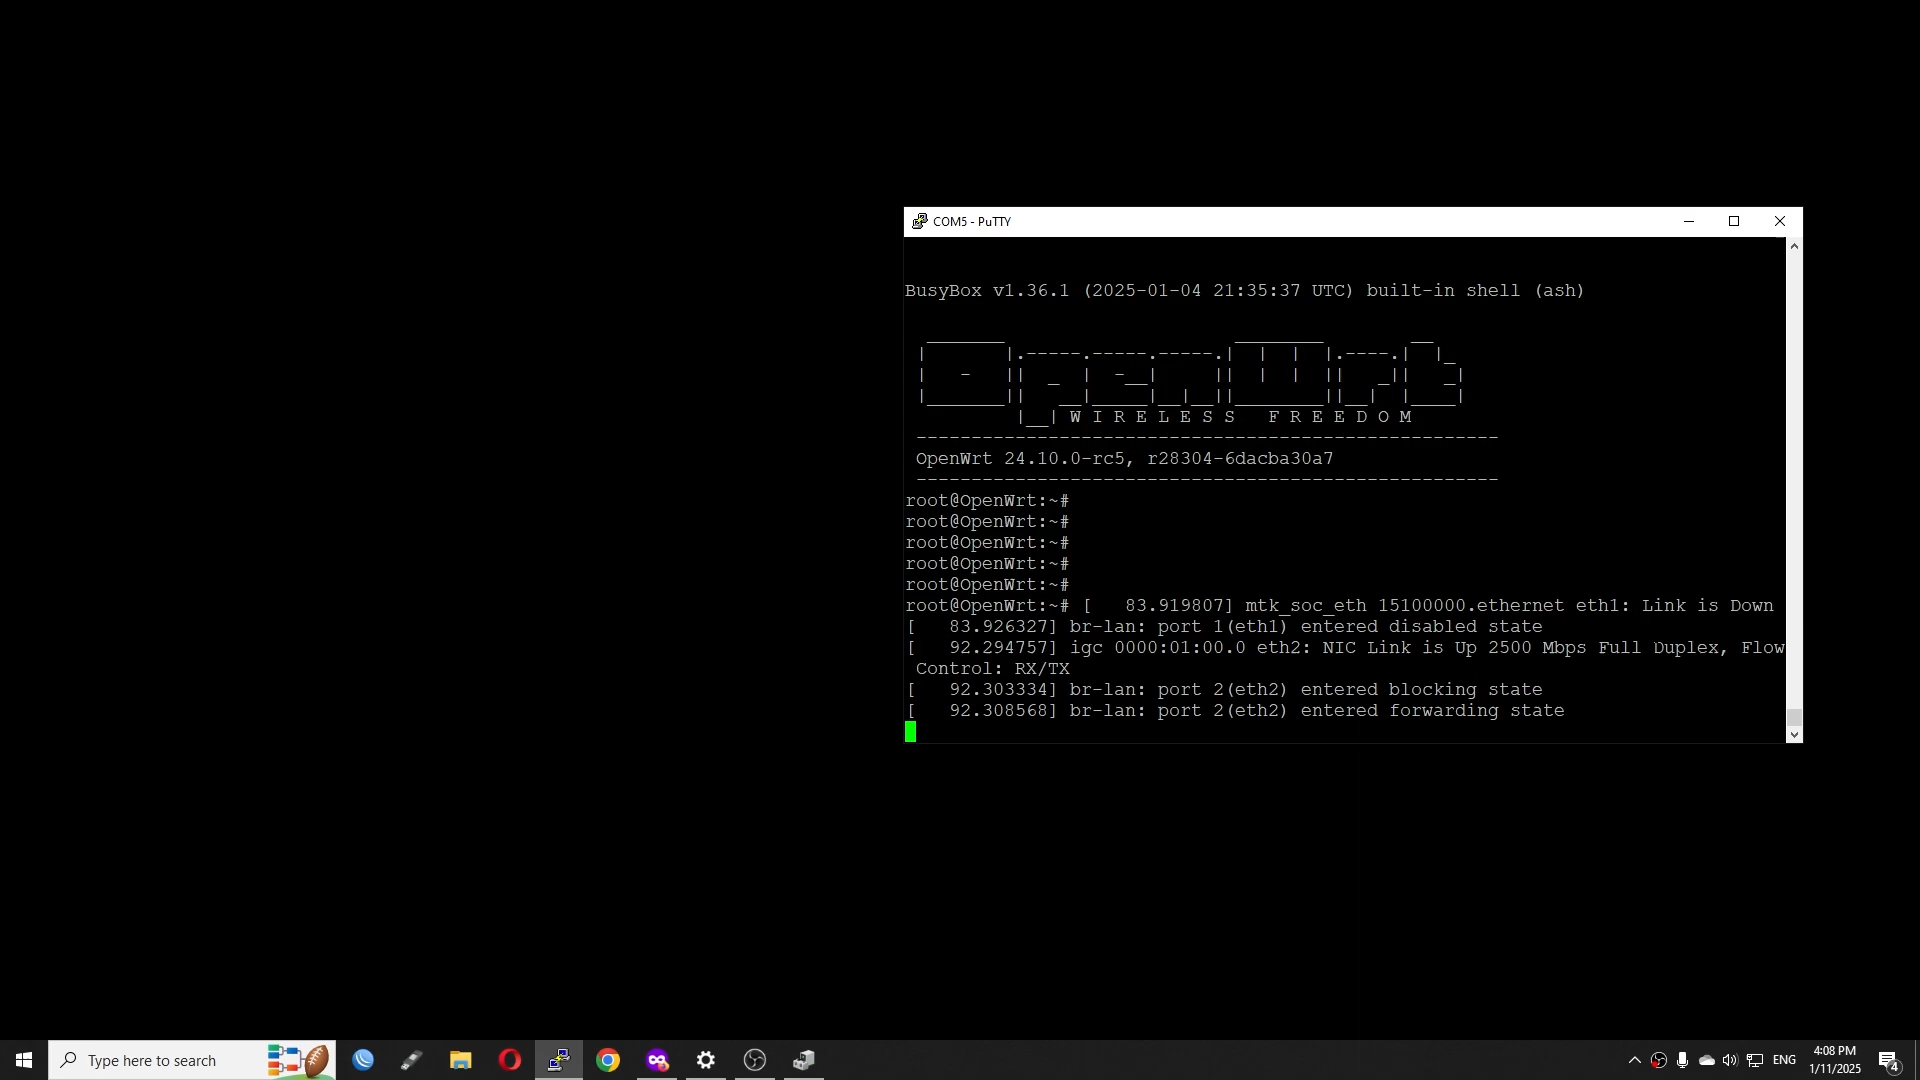 COM5 - PuTTY
BusyBox v1.36.1 (2025-01-04 21:35:37 UTC) built-in shell (ash)
OpenWrt
|__| W I R E L E S S   F R E E D O M
-----------------------------------------------------
OpenWrt 24.10.0-rc5, r28304-6dacba30a7
-----------------------------------------------------
root@OpenWrt:~#
root@OpenWrt:~#
root@OpenWrt:~#
root@OpenWrt:~#
root@OpenWrt:~#
root@OpenWrt:~# [   83.919807] mtk_soc_eth 15100000.ethernet eth1: Link is Down
[   83.926327] br-lan: port 1(eth1) entered disabled state
[   92.294757] igc 0000:01:00.0 eth2: NIC Link is Up 2500 Mbps Full Duplex, Flow
Control: RX/TX
[   92.303334] br-lan: port 2(eth2) entered blocking state
[   92.308568] br-lan: port 2(eth2) entered forwarding state
Type here to search
ENG
4:08 PM
1/11/2025
4